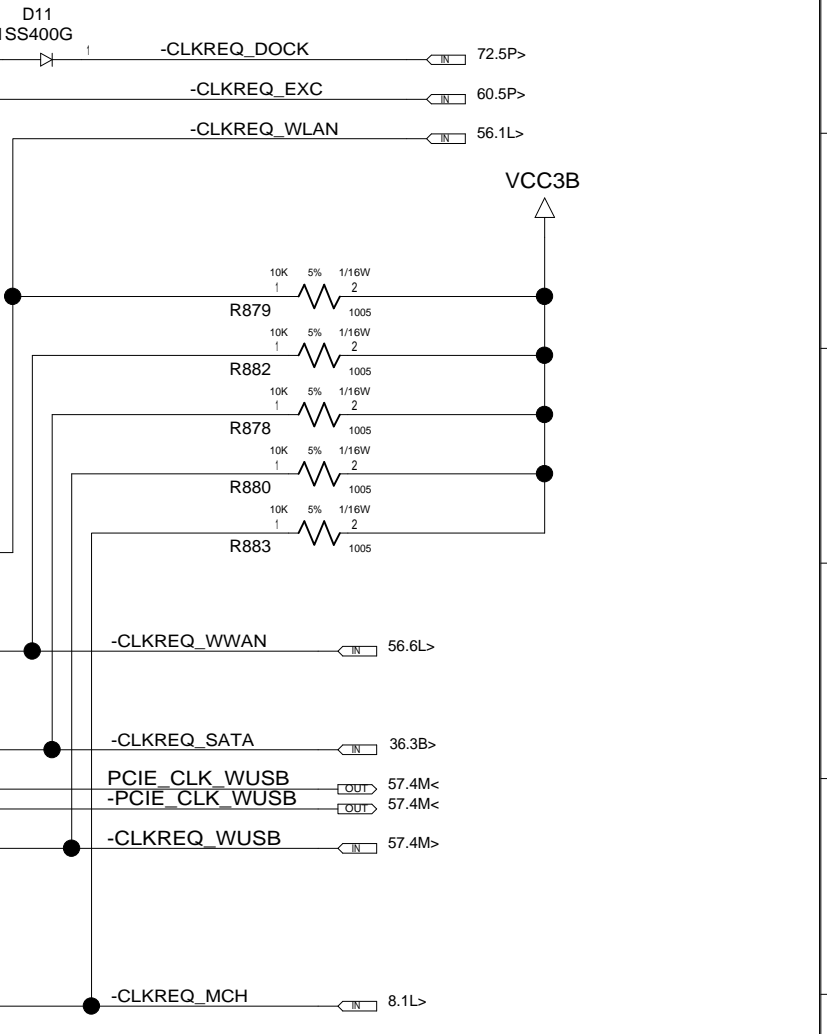 D11
1SS400G
1
-CLKREQ_DOCK
IN
72.5P>
-CLKREQ_EXC
IN
60.5P>
-CLKREQ_WLAN
IN
56.1L>
VCC3B
10K 5% 1/16W
1 2
R879 1005
10K 5% 1/16W
1 2
R882 1005
10K 5% 1/16W
1 2
R878 1005
10K 5% 1/16W
1 2
R880 1005
10K 5% 1/16W
1 2
R883 1005
-CLKREQ_WWAN
IN
56.6L>
-CLKREQ_SATA
IN
36.3B>
PCIE_CLK_WUSB
OUT
57.4M<
-PCIE_CLK_WUSB
OUT
57.4M<
-CLKREQ_WUSB
IN
57.4M>
-CLKREQ_MCH
IN
8.1L>